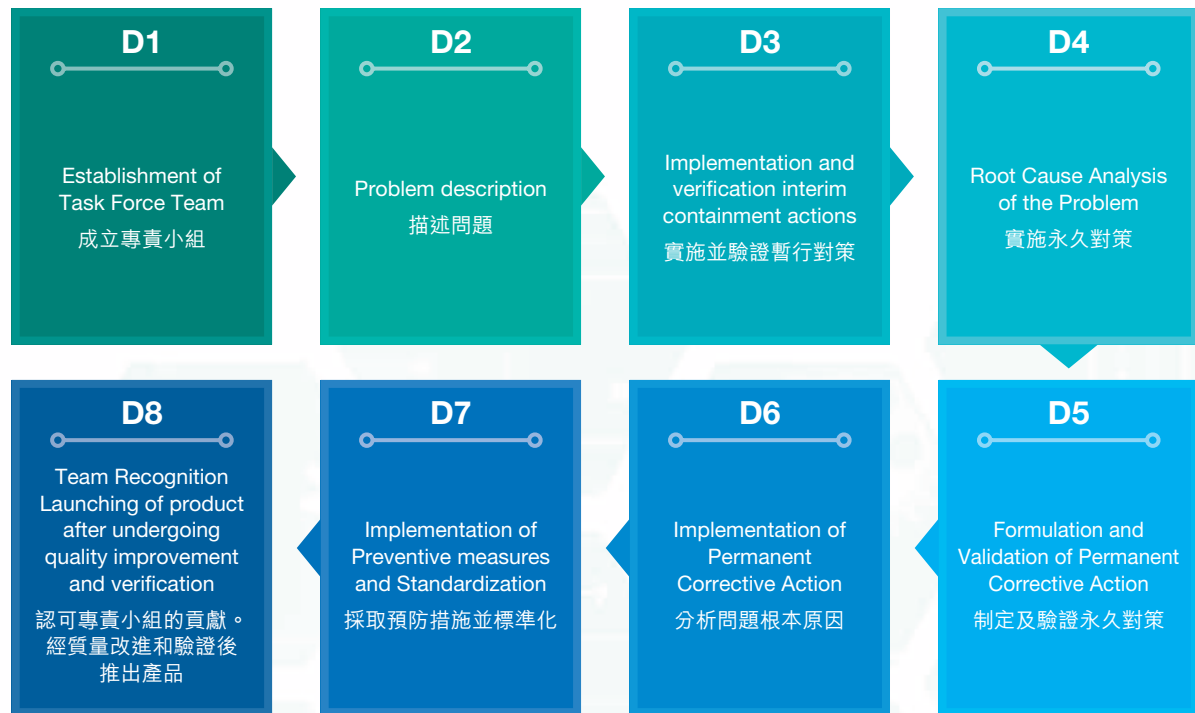 D1
Establishment of
Task Force Team
成立專責小組
D2
Problem description
描述問題
D3
Implementation and
verification interim
containment actions
實施並驗證暫行對策
D4
Root Cause Analysis
of the Problem
實施永久對策
D5
Formulation and
Validation of Permanent
Corrective Action
制定及驗證永久對策
D6
Implementation of
Permanent
Corrective Action
分析問題根本原因
D7
Implementation of
Preventive measures
and Standardization
採取預防措施並標準化
D8
Team Recognition
Launching of product
after undergoing
quality improvement
and verification
認可專責小組的貢獻。
經質量改進和驗證後
推出產品